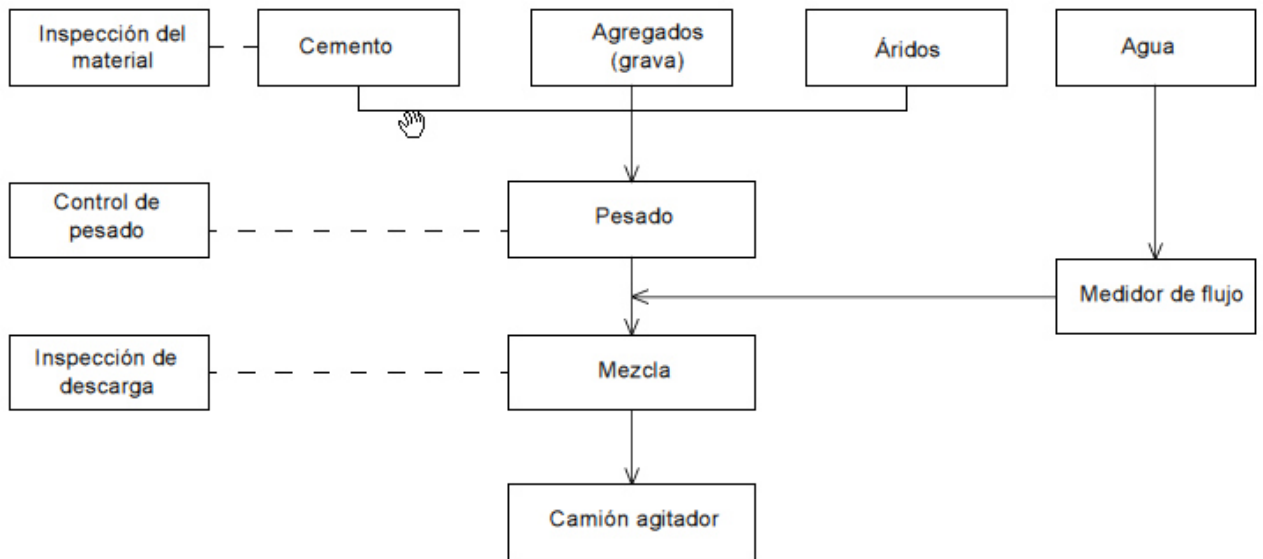 Inspección del
material
Cemento
Agregados
(grava)
Áridos
Agua
Control de
pesado
Pesado
Medidor de flujo
Inspección de
descarga
Mezcla
Camión agitador